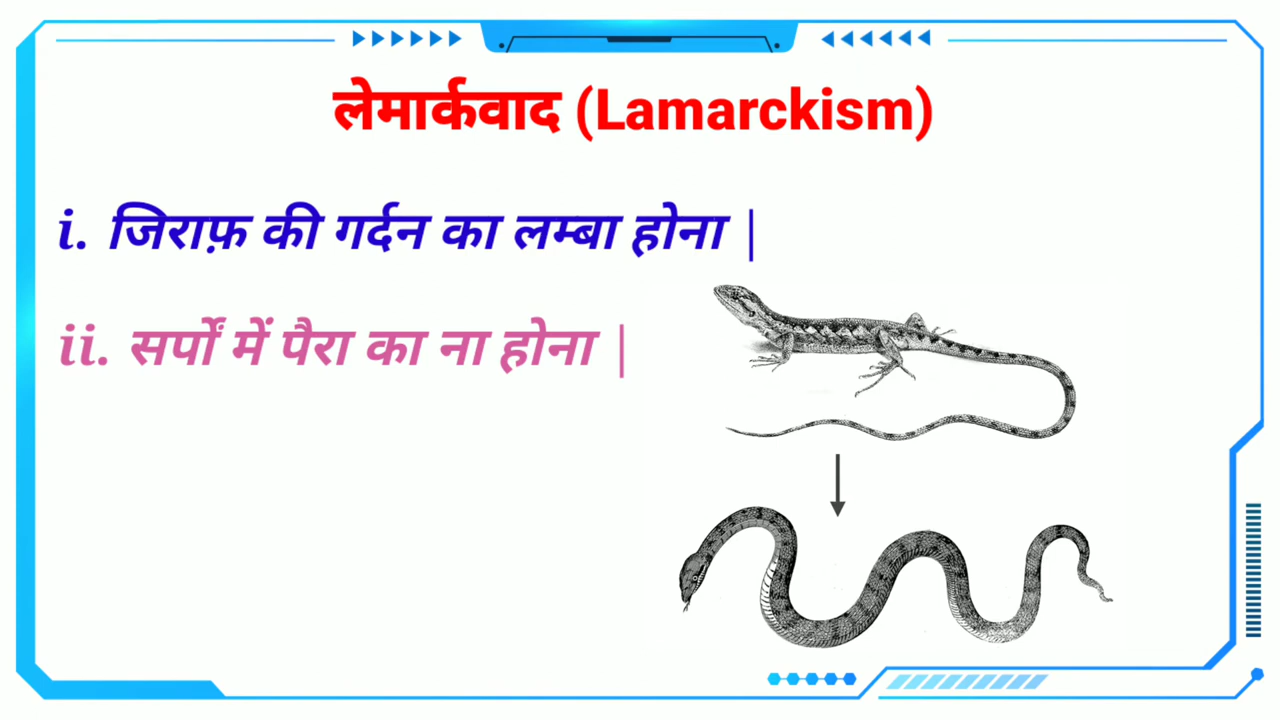 लेमार्कवाद (Lamarckism)
i. जिराफ़ की गर्दन का लम्बा होना |
ii. सर्पों में पैरा का ना होना |